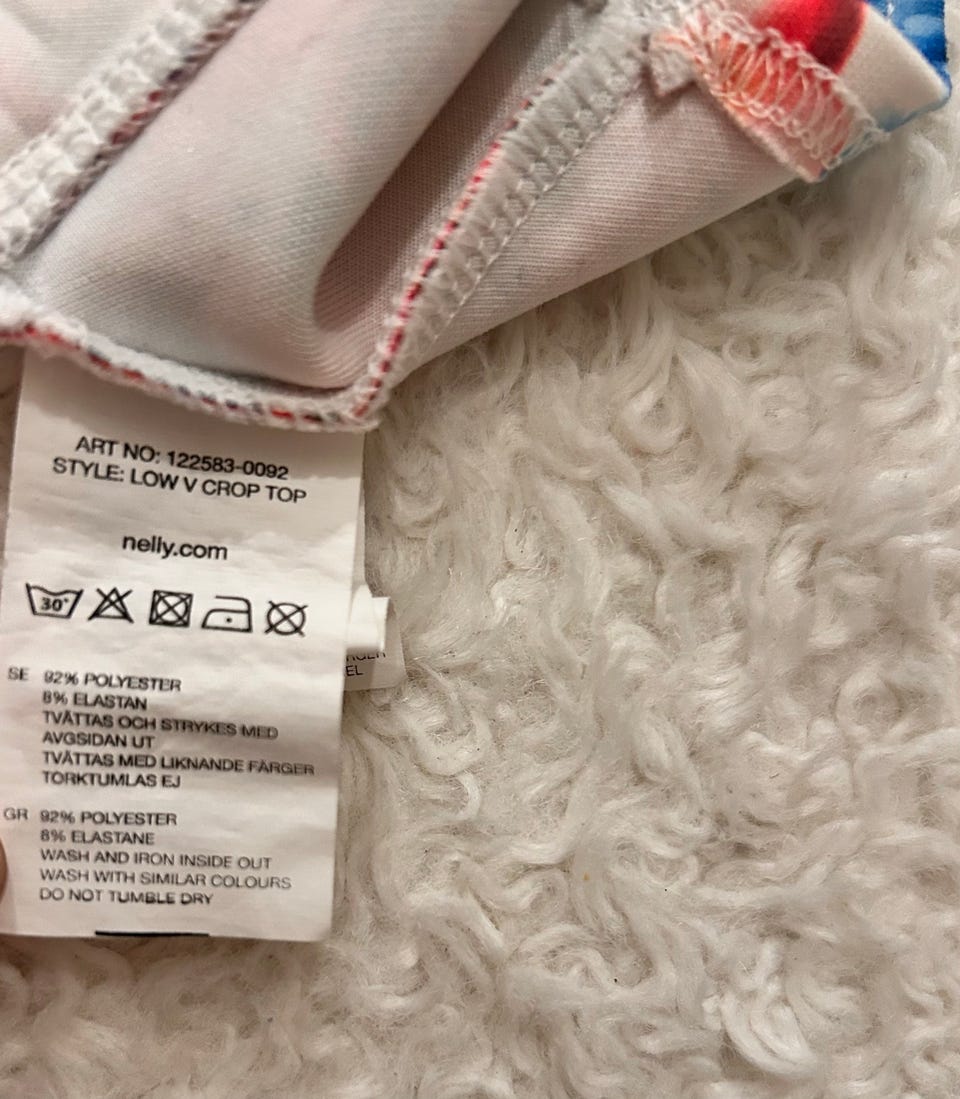 ART NO: 122583-0092
STYLE: LOW V CROP TOP
nelly.com
30°
SE 92% POLYESTER
8% ELASTAN
TVÄTTAS OCH STRYKES MED
AVGSIDAN UT
TVÄTTAS MED LIKNANDE FÄRGER
TORKTUMLAS EJ
GR 92% POLYESTER
8% ELASTANE
WASH AND IRON INSIDE OUT
WASH WITH SIMILAR COLOURS
DO NOT TUMBLE DRY
EL